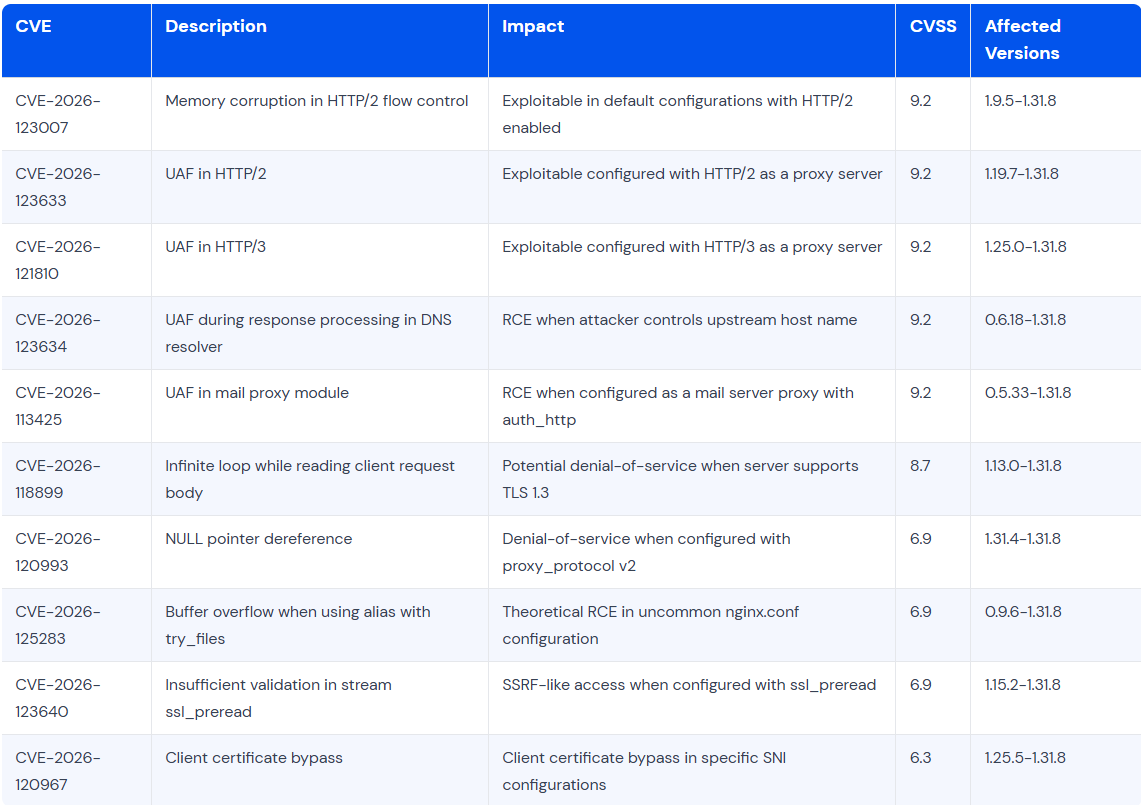 CVE Description Impact CVSS Affected
Versions
CVE-2026- Memory corruption in HTTP/2 flow control Exploitable in default configurations with HTTP/2 9.2 1.9.5-1.31.8
123007 enabled
CVE-2026- UAF in HTTP/2 Exploitable configured with HTTP/2 as a proxy server 9.2 1.19.7-1.31.8
123633
CVE-2026- UAF in HTTP/3 Exploitable configured with HTTP/3 as a proxy server 9.2 1.25.0-1.31.8
121810
CVE-2026- UAF during response processing in DNS RCE when attacker controls upstream host name 9.2 0.6.18-1.31.8
123634 resolver
CVE-2026- UAF in mail proxy module RCE when configured as a mail server proxy with 9.2 0.5.33-1.31.8
113425 auth_http
CVE-2026- Infinite loop while reading client request Potential denial-of-service when server supports 8.7 1.13.0-1.31.8
118899 body TLS 1.3
CVE-2026- NULL pointer dereference Denial-of-service when configured with 6.9 1.31.4-1.31.8
120993 proxy_protocol v2
CVE-2026- Buffer overflow when using alias with Theoretical RCE in uncommon nginx.conf 6.9 0.9.6-1.31.8
125283 try_files configuration
CVE-2026- Insufficient validation in stream SSRF-like access when configured with ssl_preread 6.9 1.15.2-1.31.8
123640 ssl_preread
CVE-2026- Client certificate bypass Client certificate bypass in specific SNI 6.3 1.25.5-1.31.8
120967 configurations